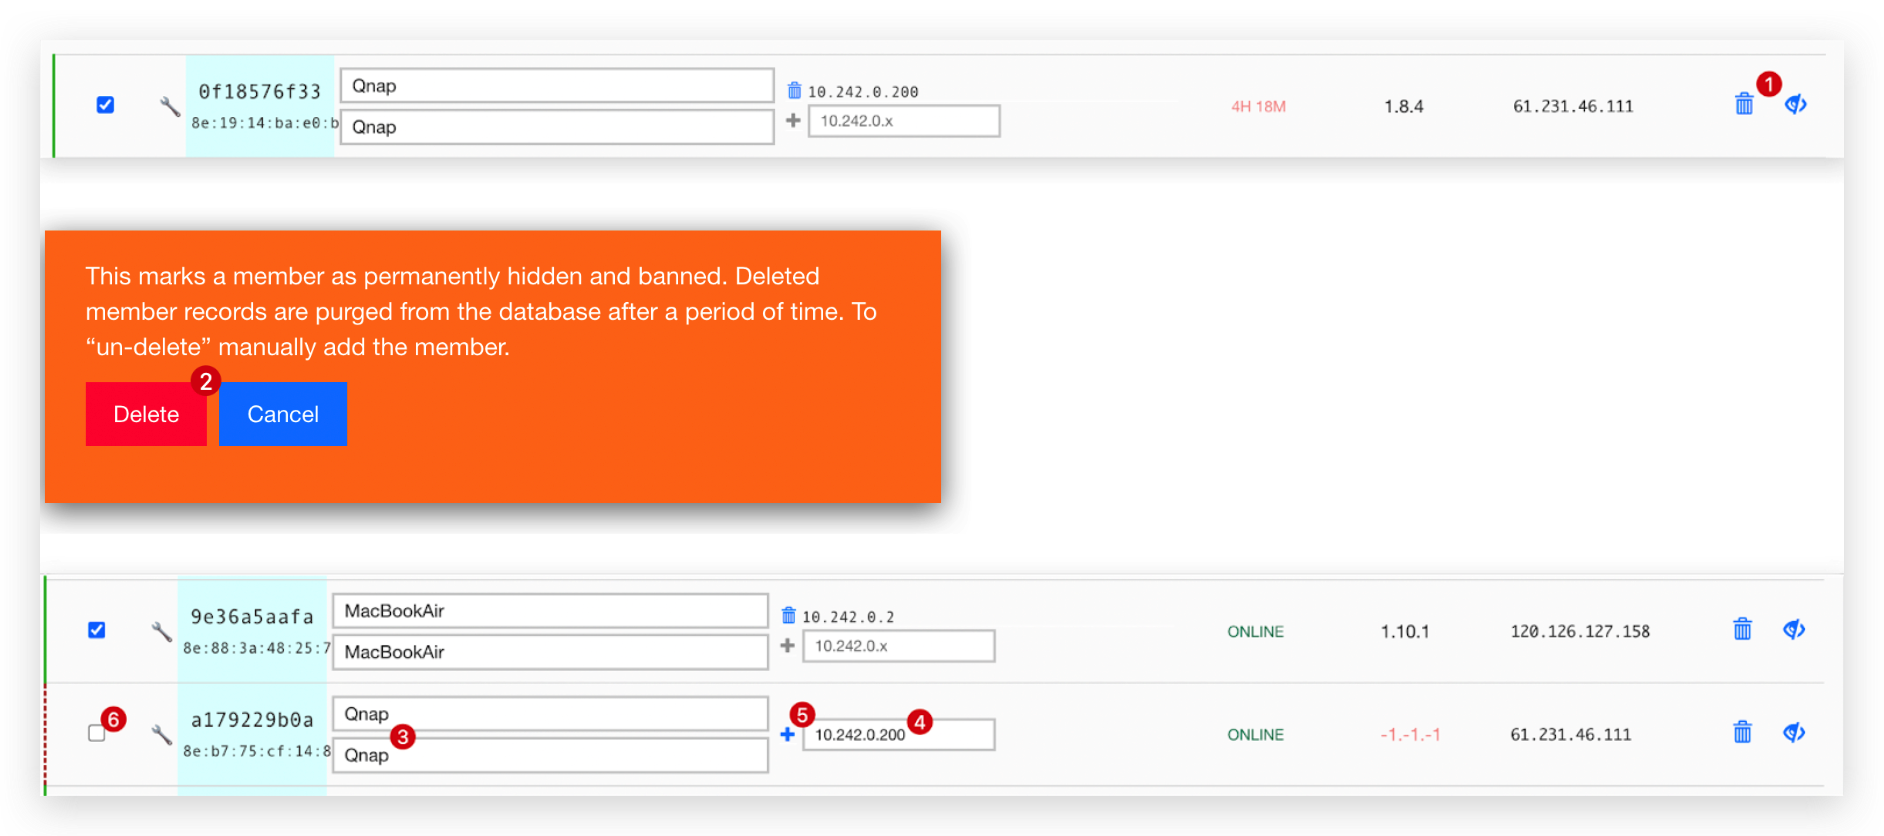 0f18576f33
8e:19:14:ba:e0:b
Qnap
Qnap
10.242.0.200
10.242.0.x
4H 18M
1.8.4
61.231.46.111
1
This marks a member as permanently hidden and banned. Deleted
member records are purged from the database after a period of time. To
“un-delete” manually add the member.
2
Delete
Cancel
9e36a5aafa
8e:88:3a:48:25:7
MacBookAir
MacBookAir
10.242.0.2
10.242.0.x
ONLINE
1.10.1
120.126.127.158
6
a179229b0a
8e:b7:75:cf:14:8
Qnap
3
Qnap
5
4
10.242.0.200
ONLINE
-1.-1.-1
61.231.46.111